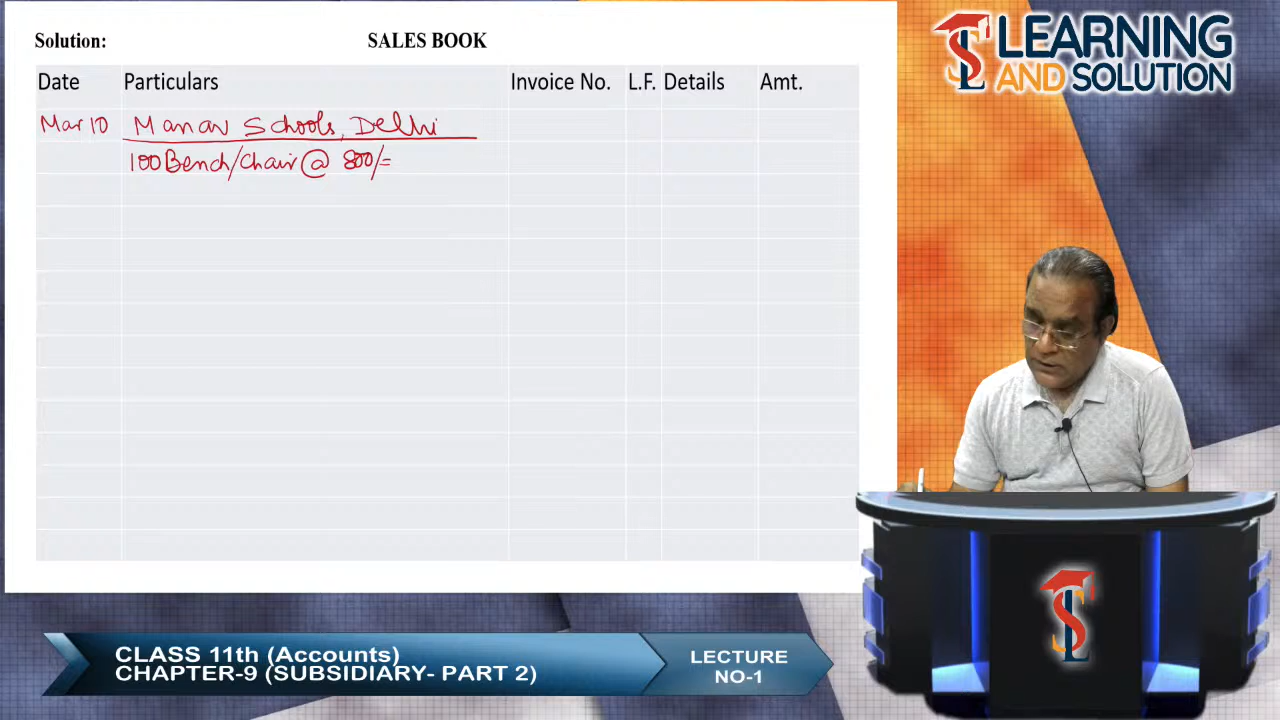 Solution:
SALES BOOK
Date Particulars Invoice No. L.F. Details Amt.
Mar 10 Manav Schools, Delhi
100 Bench/Chair @ 800/=
LEARNING
AND SOLUTION
CLASS 11th (Accounts)
CHAPTER-9 (SUBSIDIARY- PART 2)
LECTURE
NO-1